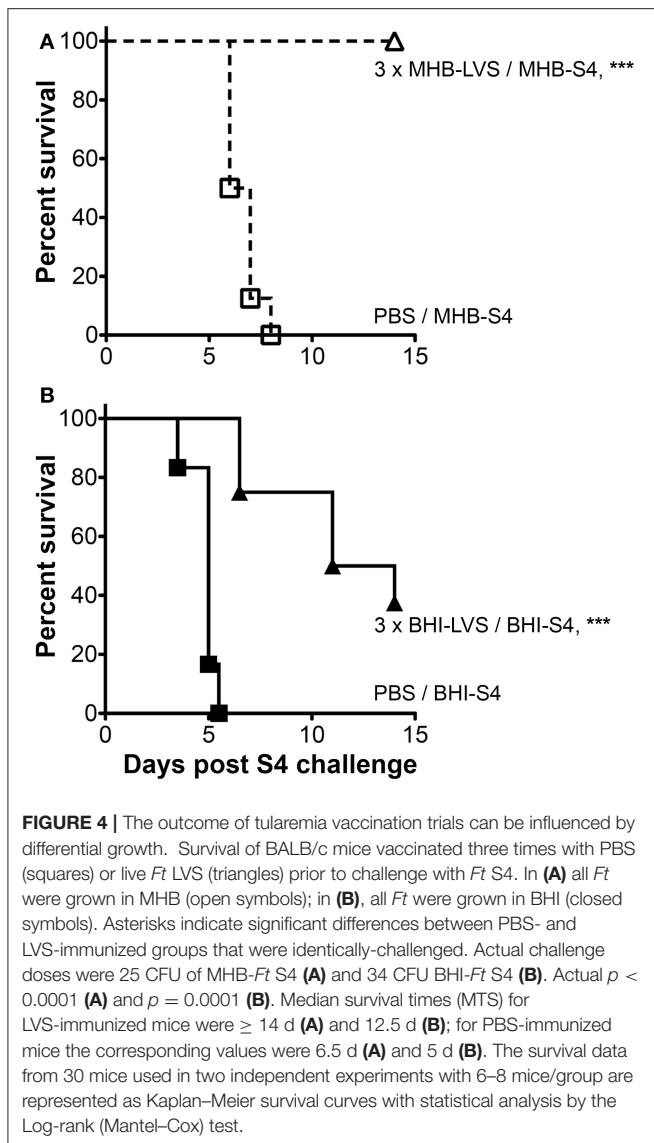 A
100
80
60
40
20
0
Percent survival
3 x MHB-LVS / MHB-S4, ***
PBS / MHB-S4
0 5 10 15
B
100
80
60
40
20
0
Percent survival
3 x BHI-LVS / BHI-S4, ***
PBS / BHI-S4
0 5 10 15
Days post S4 challenge
FIGURE 4 | The outcome of tularemia vaccination trials can be influenced by
differential growth. Survival of BALB/c mice vaccinated three times with PBS
(squares) or live Ft LVS (triangles) prior to challenge with Ft S4. In (A) all Ft
were grown in MHB (open symbols); in (B), all Ft were grown in BHI (closed
symbols). Asterisks indicate significant differences between PBS- and
LVS-immunized groups that were identically-challenged. Actual challenge
doses were 25 CFU of MHB-Ft S4 (A) and 34 CFU BHI-Ft S4 (B). Actual p <
0.0001 (A) and p = 0.0001 (B). Median survival times (MTS) for
LVS-immunized mice were ≥ 14 d (A) and 12.5 d (B); for PBS-immunized
mice the corresponding values were 6.5 d (A) and 5 d (B). The survival data
from 30 mice used in two independent experiments with 6–8 mice/group are
represented as Kaplan–Meier survival curves with statistical analysis by the
Log-rank (Mantel–Cox) test.